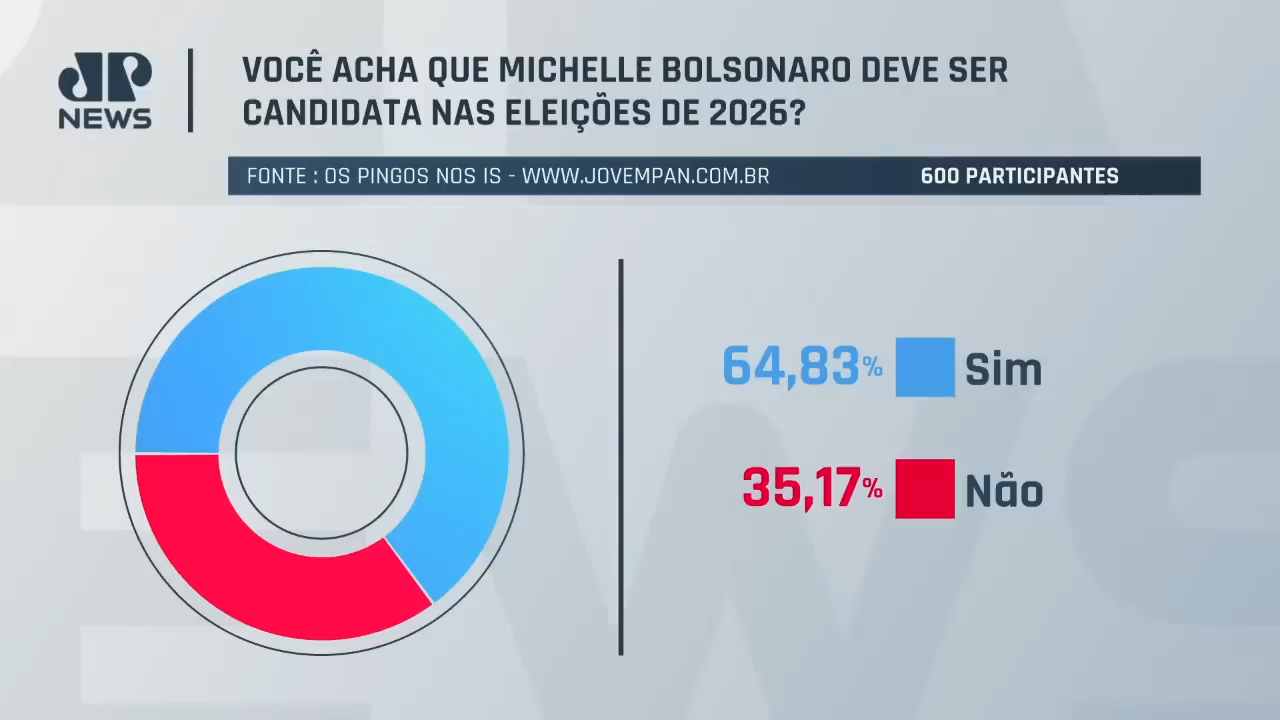 JP
NEWS
VOCÊ ACHA QUE MICHELLE BOLSONARO DEVE SER
CANDIDATA NAS ELEIÇÕES DE 2026?
FONTE : OS PINGOS NOS IS - WWW.JOVEMPAN.COM.BR 600 PARTICIPANTES
64,83% Sim
35,17% Não